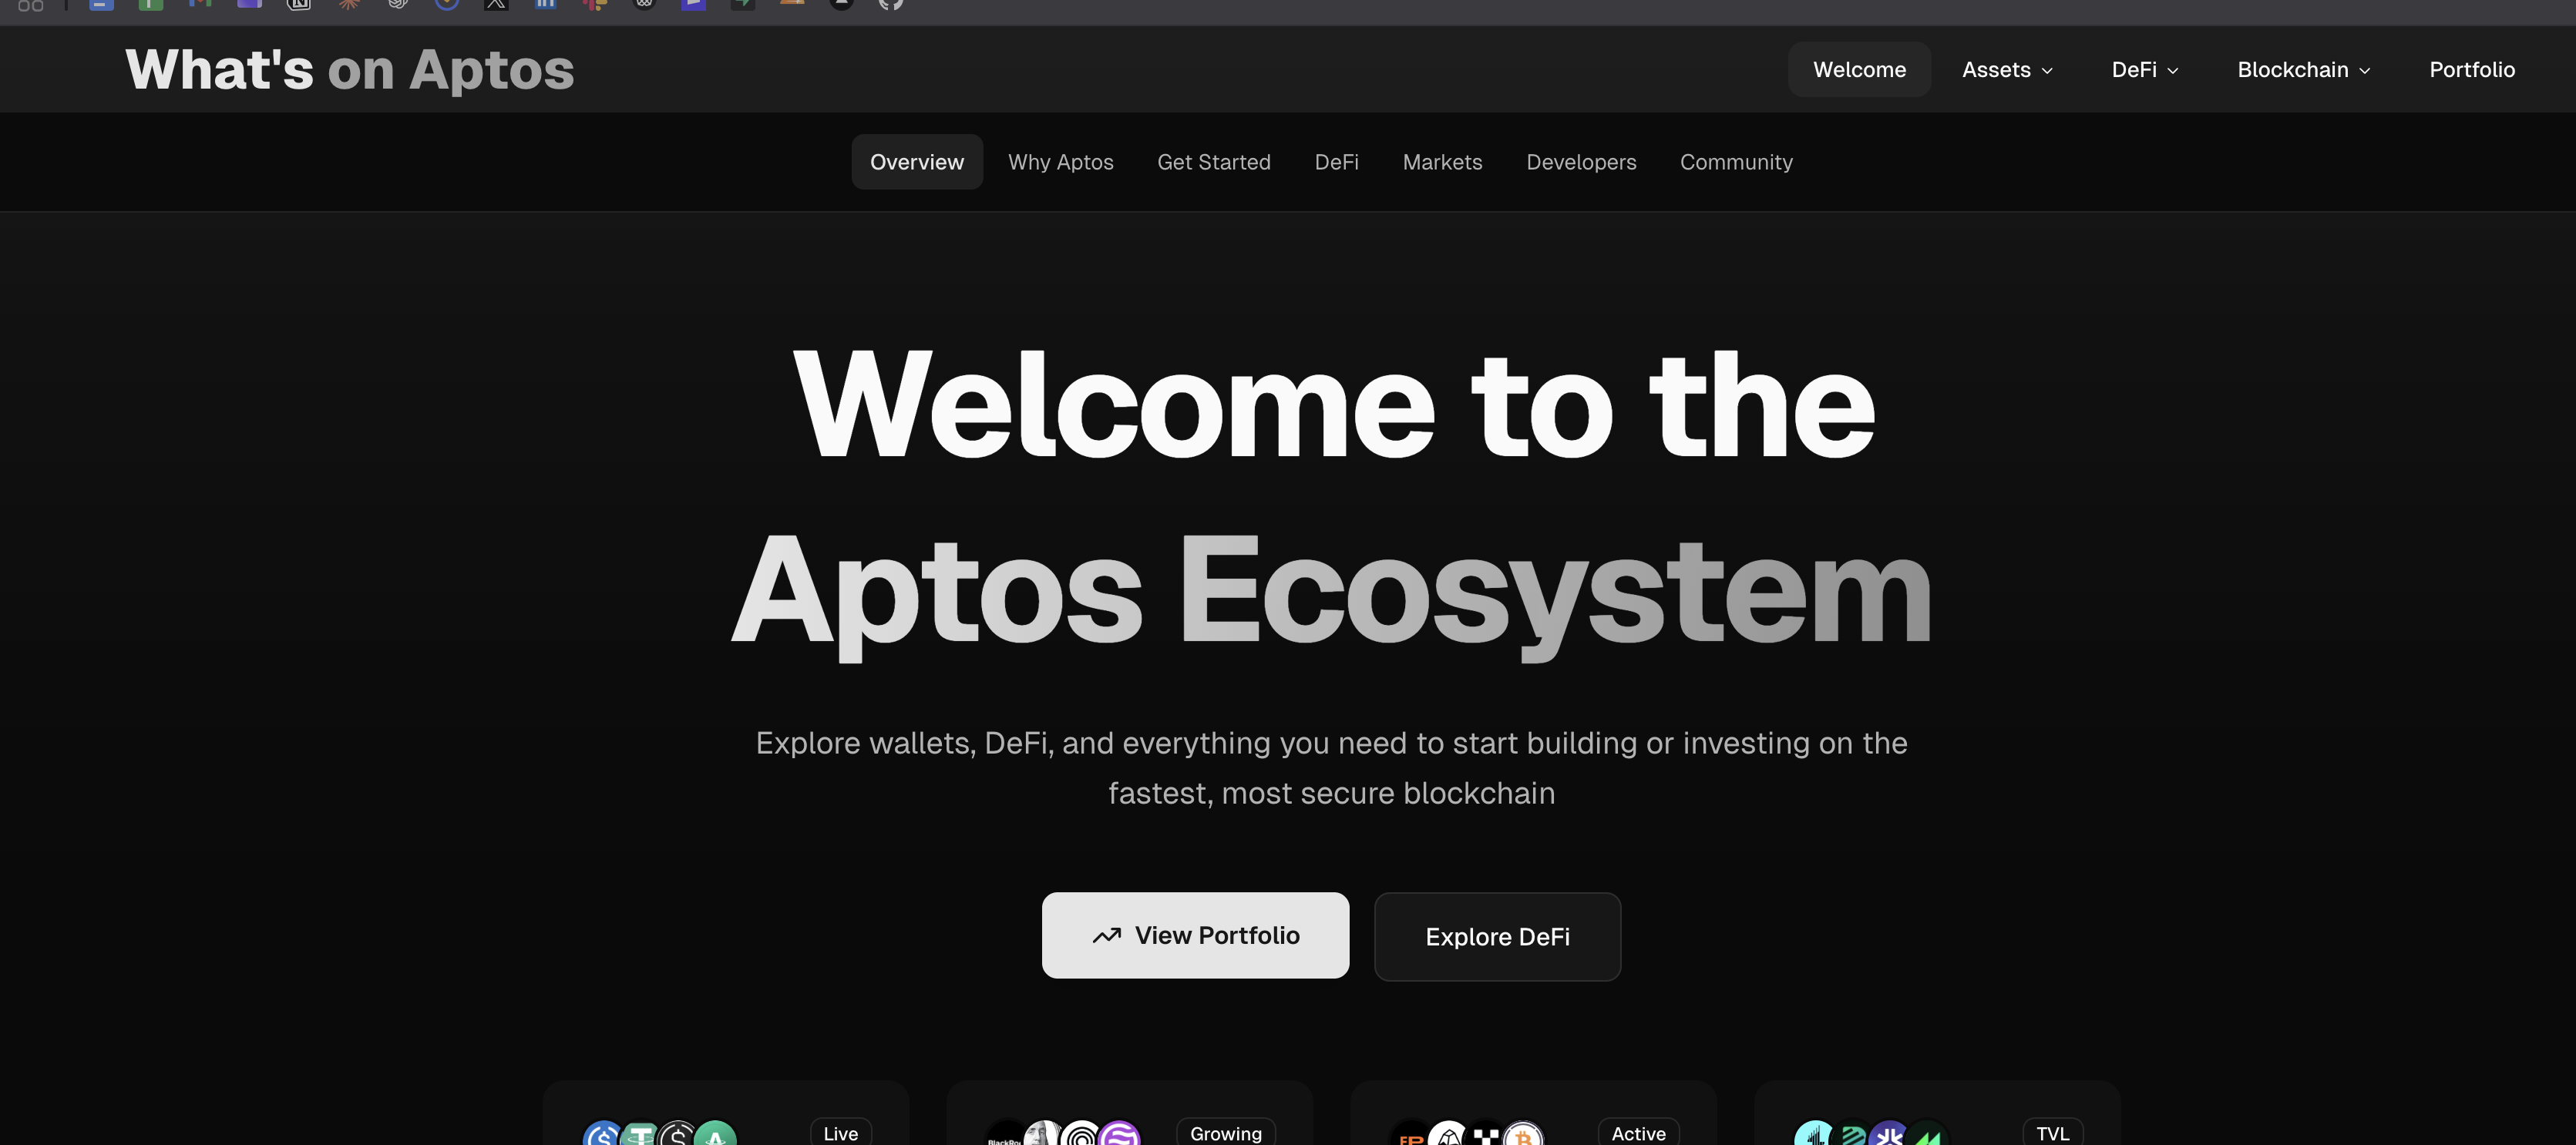 What's on Aptos
Welcome
Assets
DeFi
Blockchain
Portfolio
Overview
Why Aptos
Get Started
DeFi
Markets
Developers
Community
Welcome to the
Aptos Ecosystem
Explore wallets, DeFi, and everything you need to start building or investing on the
fastest, most secure blockchain
View Portfolio
Explore DeFi
Live
Growing
Active
TVL